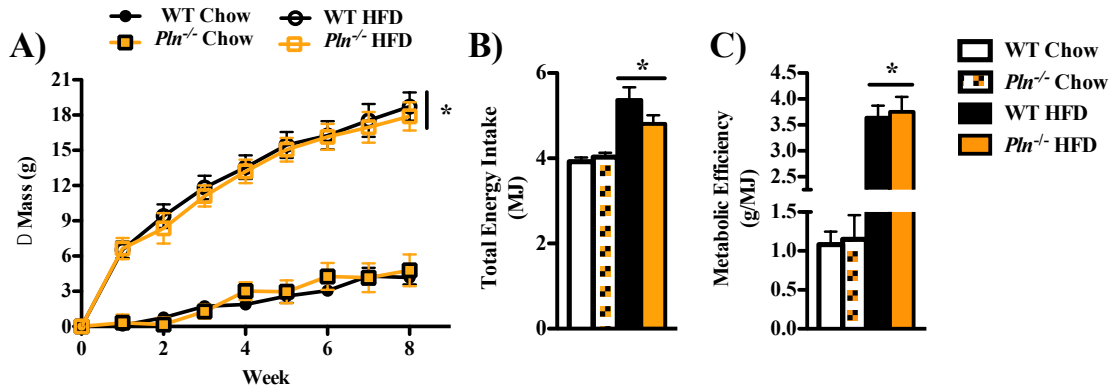 WT Chow
WT HFD
Pln-/- Chow
Pln-/- HFD
A)
D Mass (g)
21
18
15
12
9
6
3
0
*
0
2
4
6
8
Week
B)
Total Energy Intake
(MJ)
6
4
2
0
*
C)
Metabolic Efficiency
(g/MJ)
4.5
4.0
3.5
3.0
2.5
1.5
1.0
0.5
0.0
*
WT Chow
Pln-/- Chow
WT HFD
Pln-/- HFD